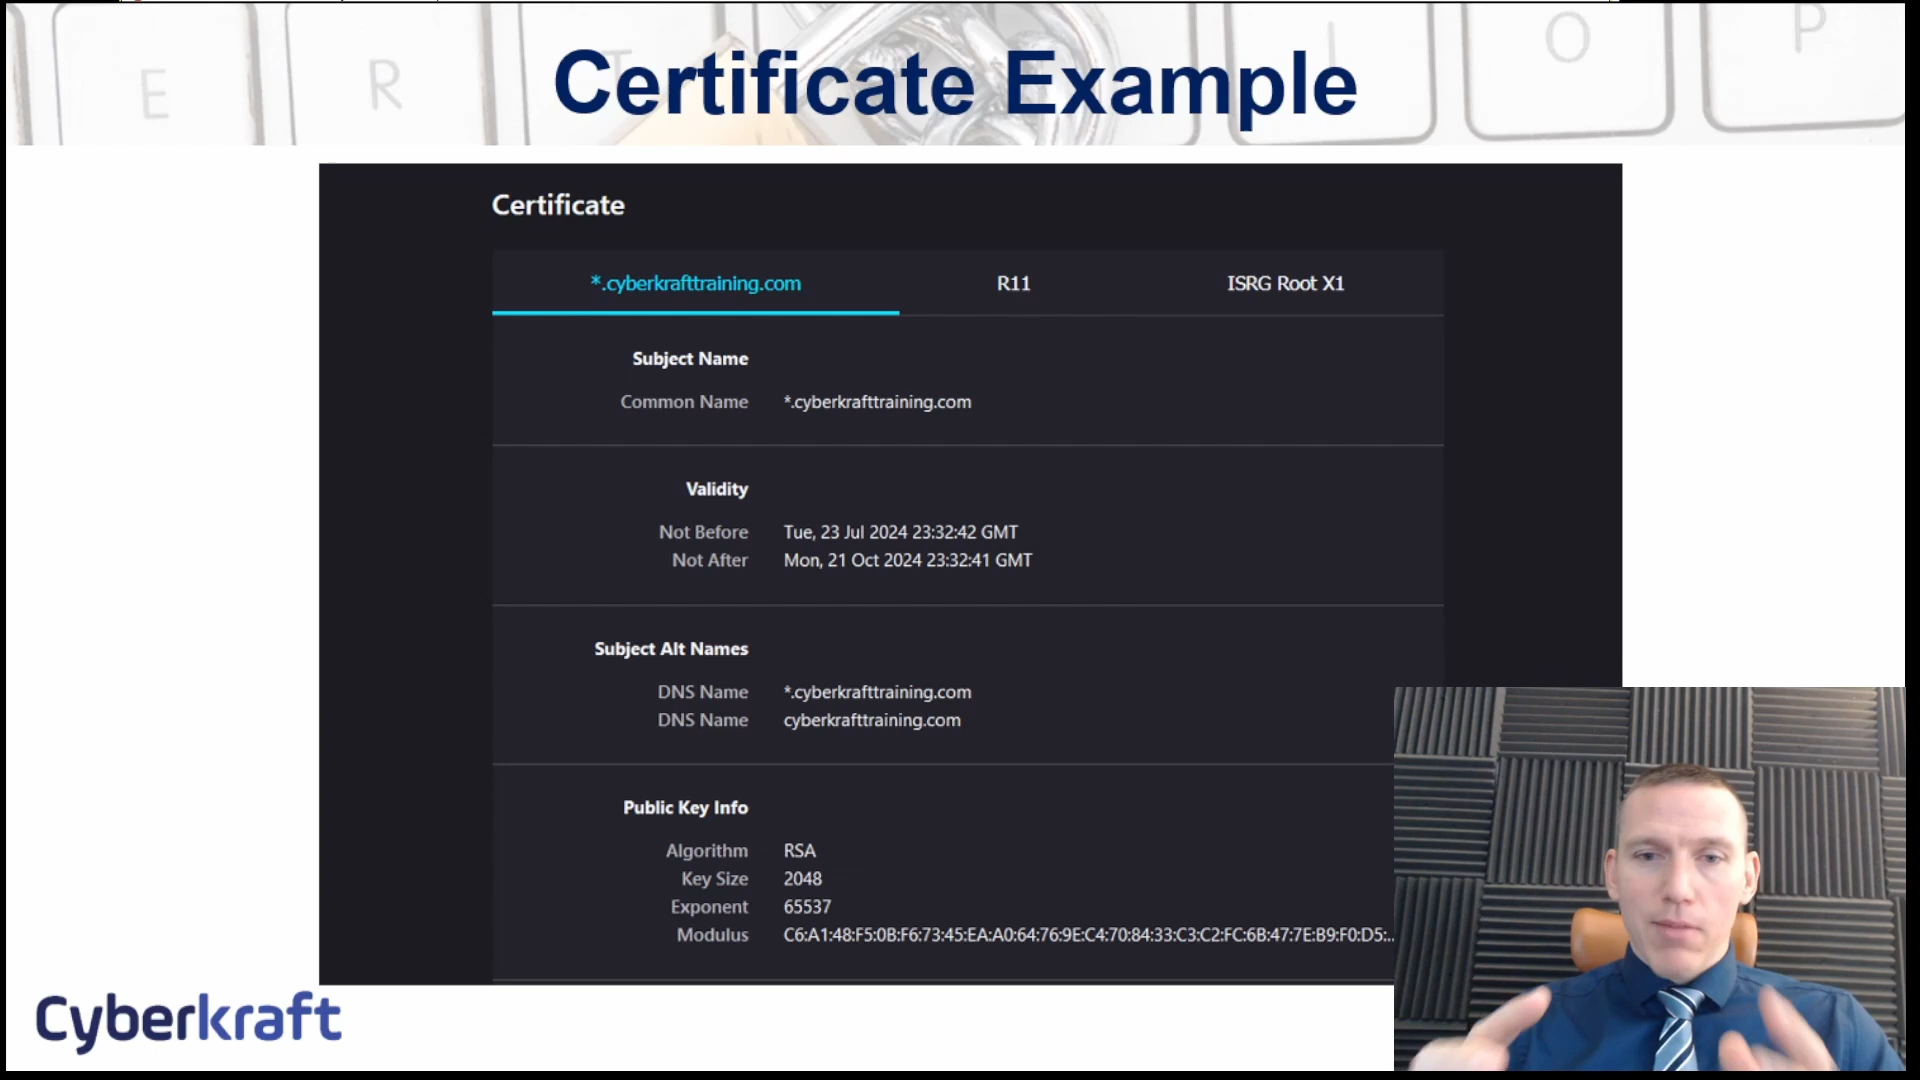 E R T I O P
Certificate Example
Certificate
*.cyberkrafttraining.com R11 ISRG Root X1
Subject Name
Common Name *.cyberkrafttraining.com
Validity
Not Before Tue, 23 Jul 2024 23:32:42 GMT
Not After Mon, 21 Oct 2024 23:32:41 GMT
Subject Alt Names
DNS Name *.cyberkrafttraining.com
DNS Name cyberkrafttraining.com
Public Key Info
Algorithm RSA
Key Size 2048
Exponent 65537
Modulus C6:A1:48:F5:0B:F6:73:45:EA:A0:64:76:9E:C4:70:84:33:C3:C2:FC:6B:47:7E:B9:F0:D5:..
Cyberkraft